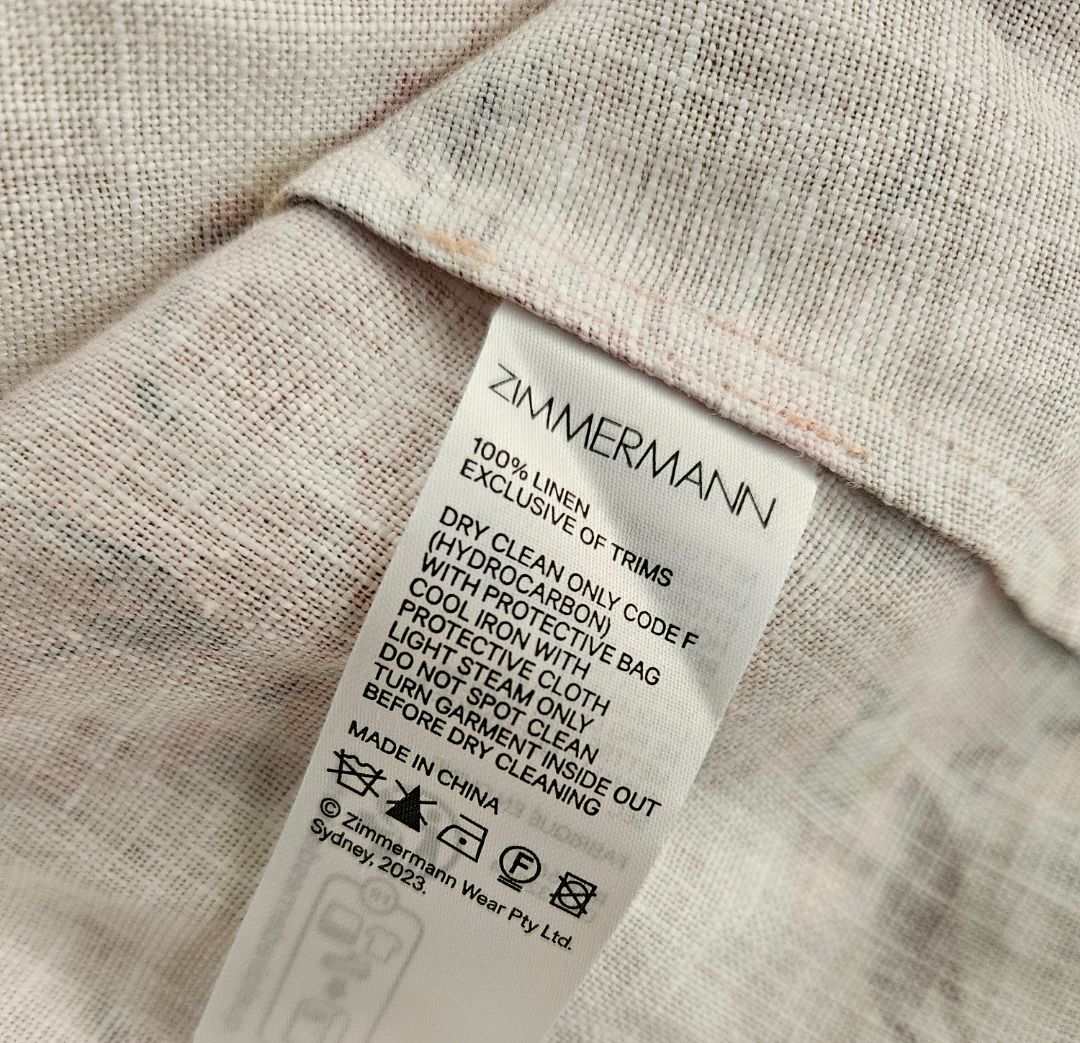 ZIMMERMANN
100% LINEN
EXCLUSIVE OF TRIMS
DRY CLEAN ONLY CODE F
(HYDROCARBON)
WITH PROTECTIVE BAG
COOL IRON WITH
PROTECTIVE CLOTH
LIGHT STEAM ONLY
DO NOT SPOT CLEAN
TURN GARMENT INSIDE OUT
BEFORE DRY CLEANING
MADE IN CHINA
F
© Zimmermann Wear Pty Ltd.
Sydney, 2023.